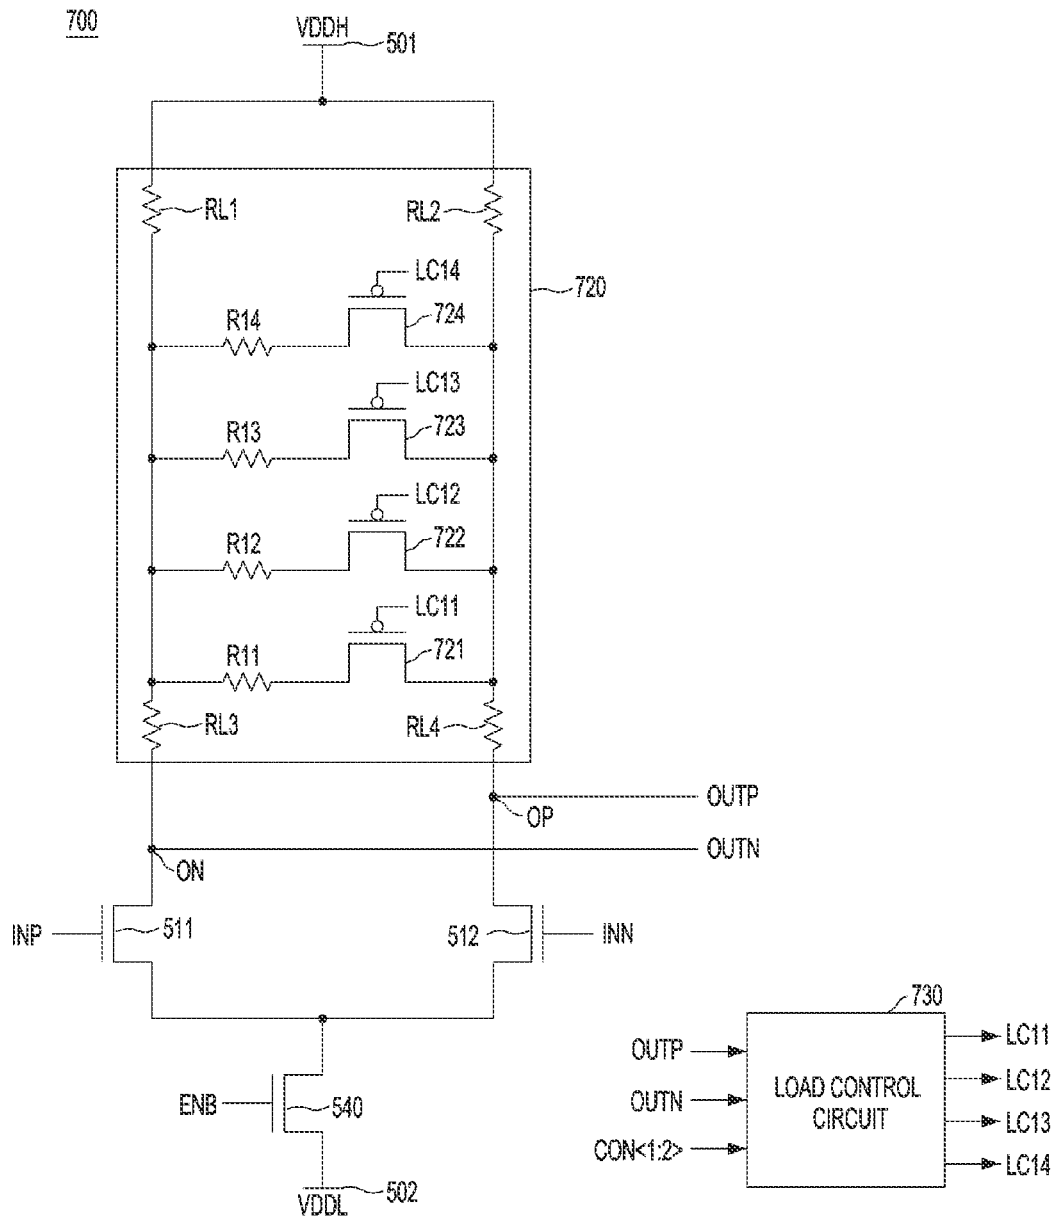 700
VDDH
501
RL1
RL2
LC14
720
724
R14
LC13
723
R13
LC12
722
R12
LC11
721
R11
RL3
RL4
OUTP
OP
OUTN
ON
INP
511
512
INN
730
OUTP
LC11
LOAD CONTROL
CIRCUIT
LC12
OUTN
LC13
CON<1:2>
LC14
ENB
540
502
VDDL